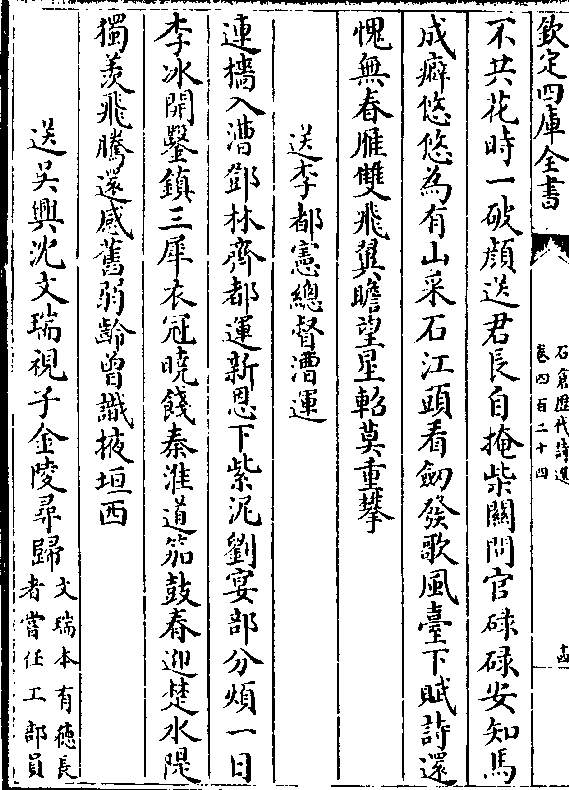 欽定四庫全書
石倉歷代詩選
卷四百二十四
不共花時一破顔送君長自掩柴關問官碌碌安知馬
成癖悠悠為有山采石江頭看劒發歌風臺下賦詩還
愧無春雁雙飛翼瞻望星軺莫重攀
送李都憲總督漕運
連檣入漕鄧林齊都運新恩下紫泥劉宴部分煩一日
李冰開鑿鎮三犀衣冠曉餞秦淮道笳鼓春迎楚水隄
獨羨飛騰還感舊弱齡曾識掖垣西
送吳興沈文瑞視子金陵尋歸文瑞本有德長
者嘗任工部員